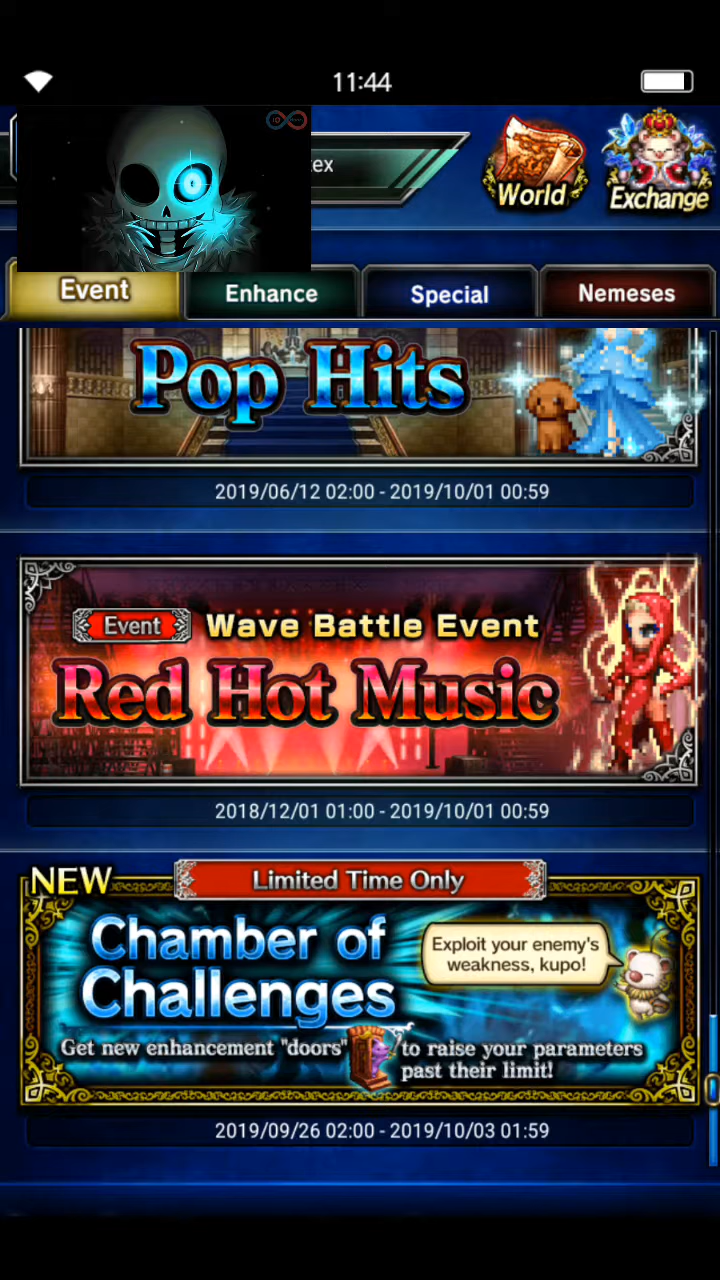 11:44
World
Exchange
Event
Enhance
Special
Nemeses
Pop Hits
2019/06/12 02:00 - 2019/10/01 00:59
Event
Wave Battle Event
Red Hot Music
2018/12/01 01:00 - 2019/10/01 00:59
NEW
Limited Time Only
Chamber of
Challenges
Exploit your enemy's
weakness, kupo!
Get new enhancement "doors" to raise your parameters
past their limit!
2019/09/26 02:00 - 2019/10/03 01:59